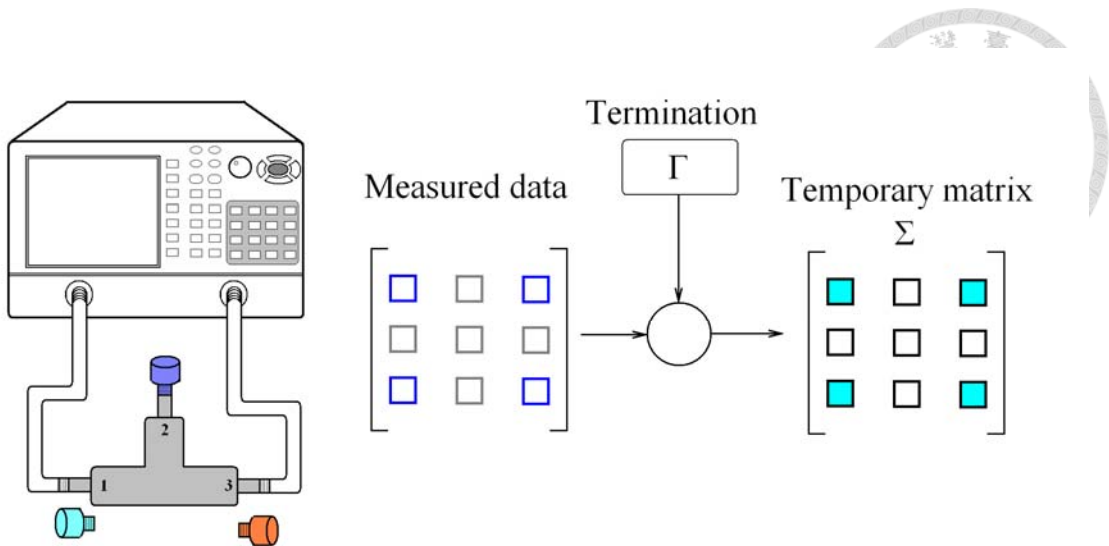 Termination
Γ
Measured data
Temporary matrix
Σ
2
1
3